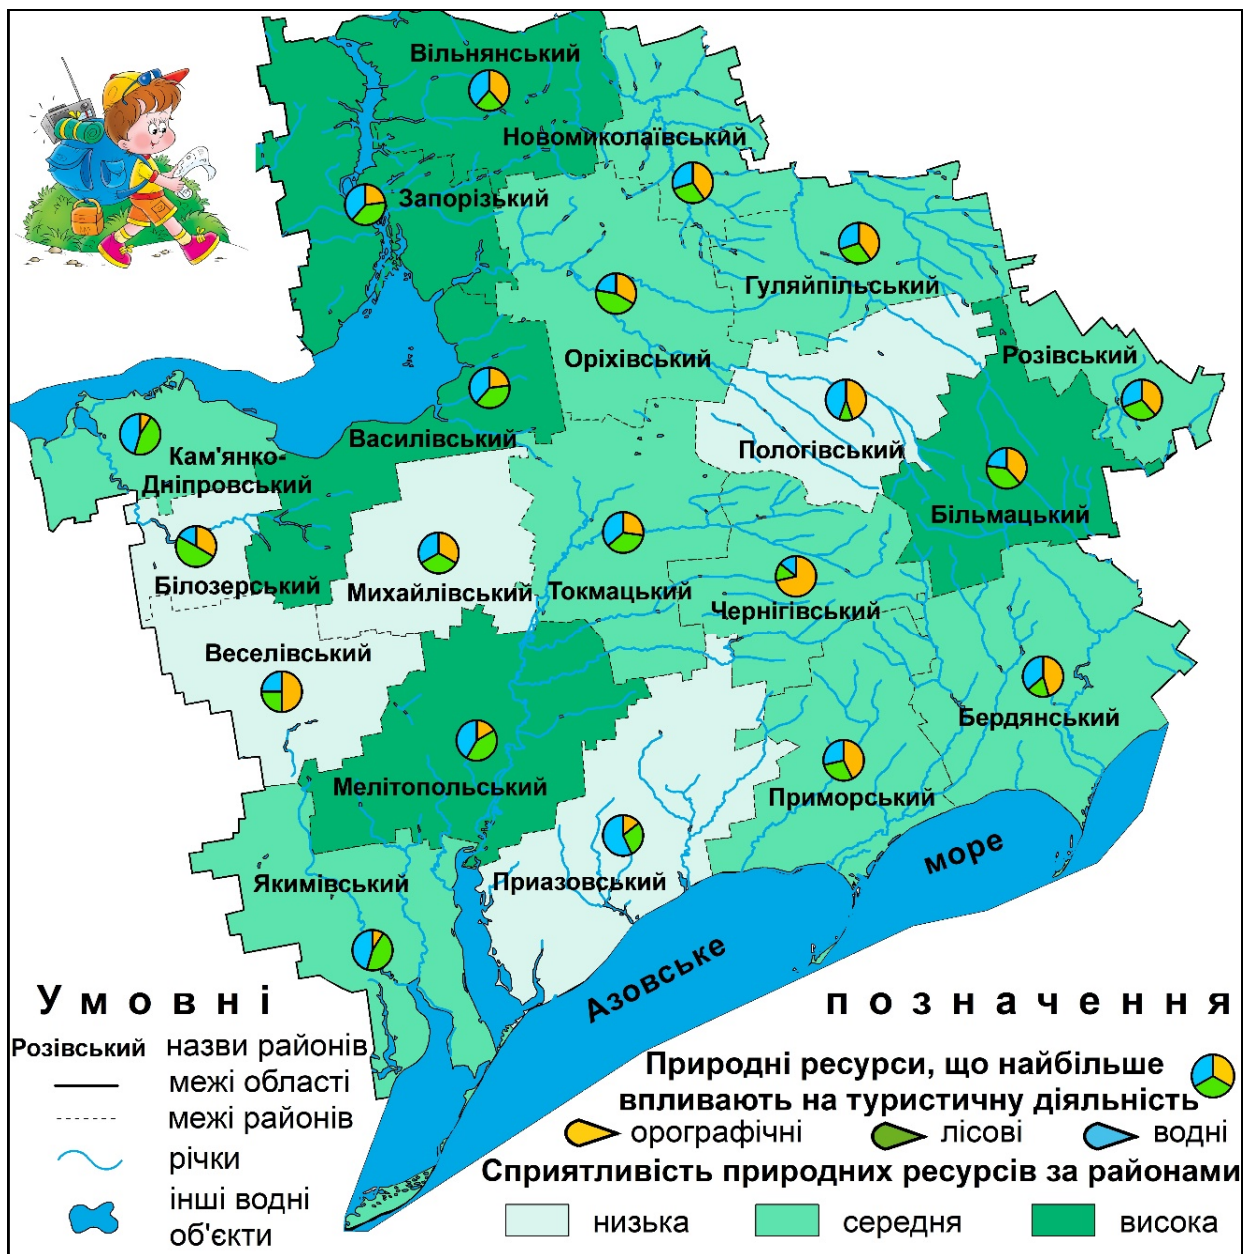 Вільнянський
Новомиколаївський
Запорізький
Гуляйпільський
Оріхівський
Розівський
Василівський
Пологівський
Кам'янко-
Дніпровський
Більмацький
Білозерський
Михайлівський
Токмацький
Чернігівський
Веселівський
Бердянський
Мелітопольський
Приморський
Якимівський
Приазовський
Азовське море
Умовні позначення
Розівський назви районів
межі області
межі районів
річки
інші водні
об'єкти
Природні ресурси, що найбільше
впливають на туристичну діяльність
орографічні лісові водні
Сприятливість природних ресурсів за районами
низька середня висока